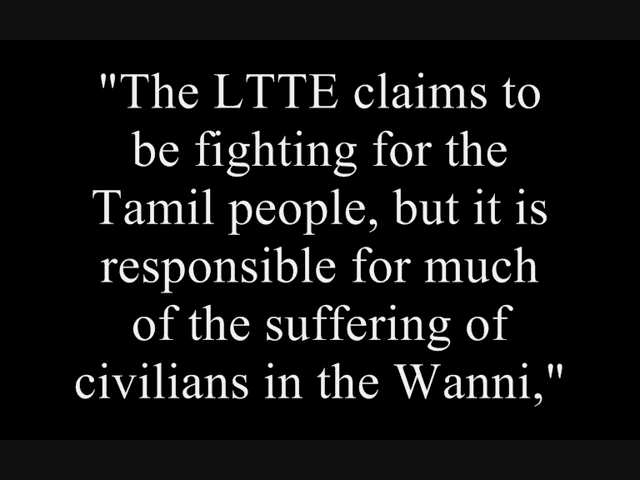 "The LTTE claims to
be fighting for the
Tamil people, but it is
responsible for much
of the suffering of
civilians in the Wanni,"